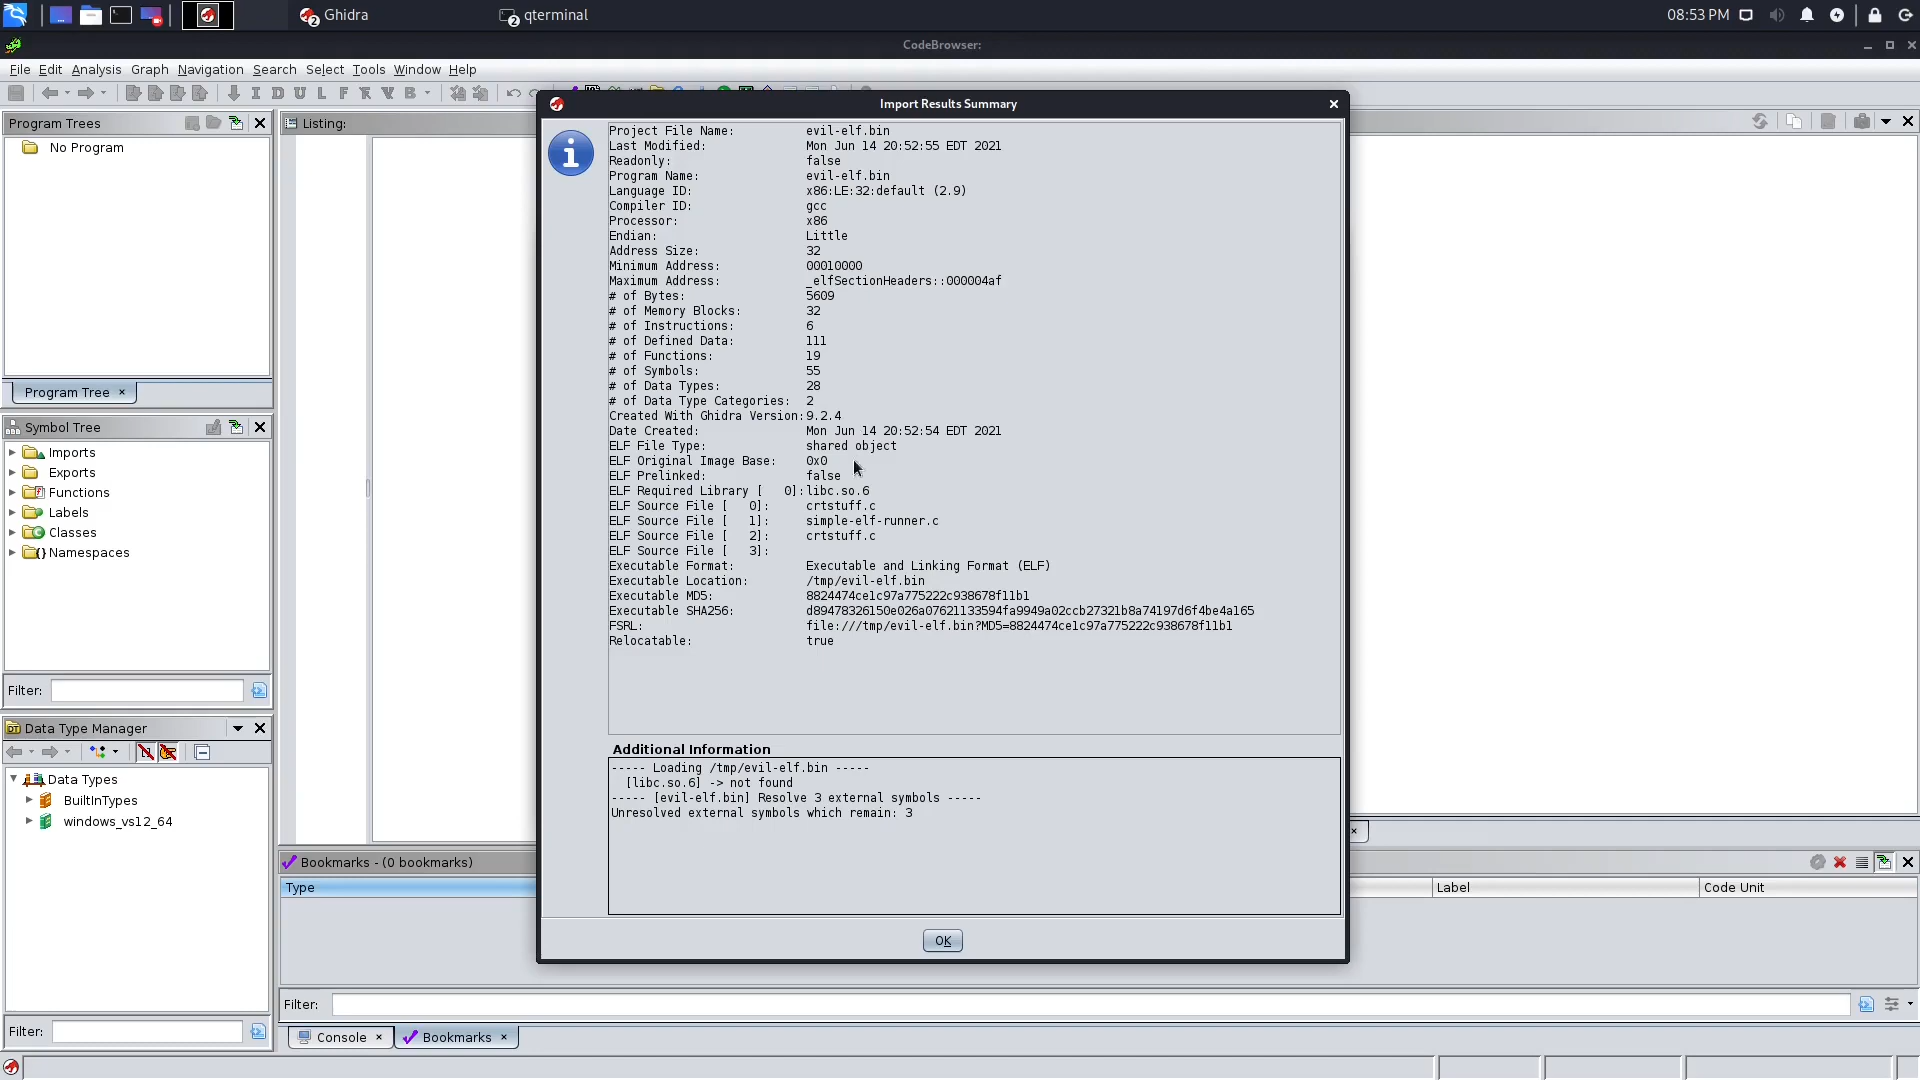 Ghidra
qterminal
08:53 PM
CodeBrowser:
File Edit Analysis Graph Navigation Search Select Tools Window Help
I D U L F R V B
Program Trees
No Program
Program Tree ×
Symbol Tree
Imports
Exports
Functions
Labels
Classes
Namespaces
Filter:
Data Type Manager
Data Types
BuiltInTypes
windows_vs12_64
Filter:
Listing:
Import Results Summary
Project File Name: evil-elf.bin
Last Modified: Mon Jun 14 20:52:55 EDT 2021
Readonly: false
Program Name: evil-elf.bin
Language ID: x86:LE:32:default (2.9)
Compiler ID: gcc
Processor: x86
Endian: Little
Address Size: 32
Minimum Address: 00010000
Maximum Address: _elfSectionHeaders::000004af
# of Bytes: 5609
# of Memory Blocks: 32
# of Instructions: 6
# of Defined Data: 111
# of Functions: 19
# of Symbols: 55
# of Data Types: 28
# of Data Type Categories: 2
Created With Ghidra Version: 9.2.4
Date Created: Mon Jun 14 20:52:54 EDT 2021
ELF File Type: shared object
ELF Original Image Base: 0x0
ELF Prelinked: false
ELF Required Library [ 0]: libc.so.6
ELF Source File [ 0]: crtstuff.c
ELF Source File [ 1]: simple-elf-runner.c
ELF Source File [ 2]: crtstuff.c
ELF Source File [ 3]:
Executable Format: Executable and Linking Format (ELF)
Executable Location: /tmp/evil-elf.bin
Executable MD5: 8824474ce1c97a775222c938678f11b1
Executable SHA256: d89478326150e026a07621133594fa9949a02ccb27321b8a74197d6f4be4a165
FSRL: file:///tmp/evil-elf.bin?MD5=8824474ce1c97a775222c938678f11b1
Relocatable: true
Additional Information
----- Loading /tmp/evil-elf.bin -----
[libc.so.6] -> not found
----- [evil-elf.bin] Resolve 3 external symbols -----
Unresolved external symbols which remain: 3
OK
Bookmarks - (0 bookmarks)
Type Label Code Unit
Filter:
Console × Bookmarks ×